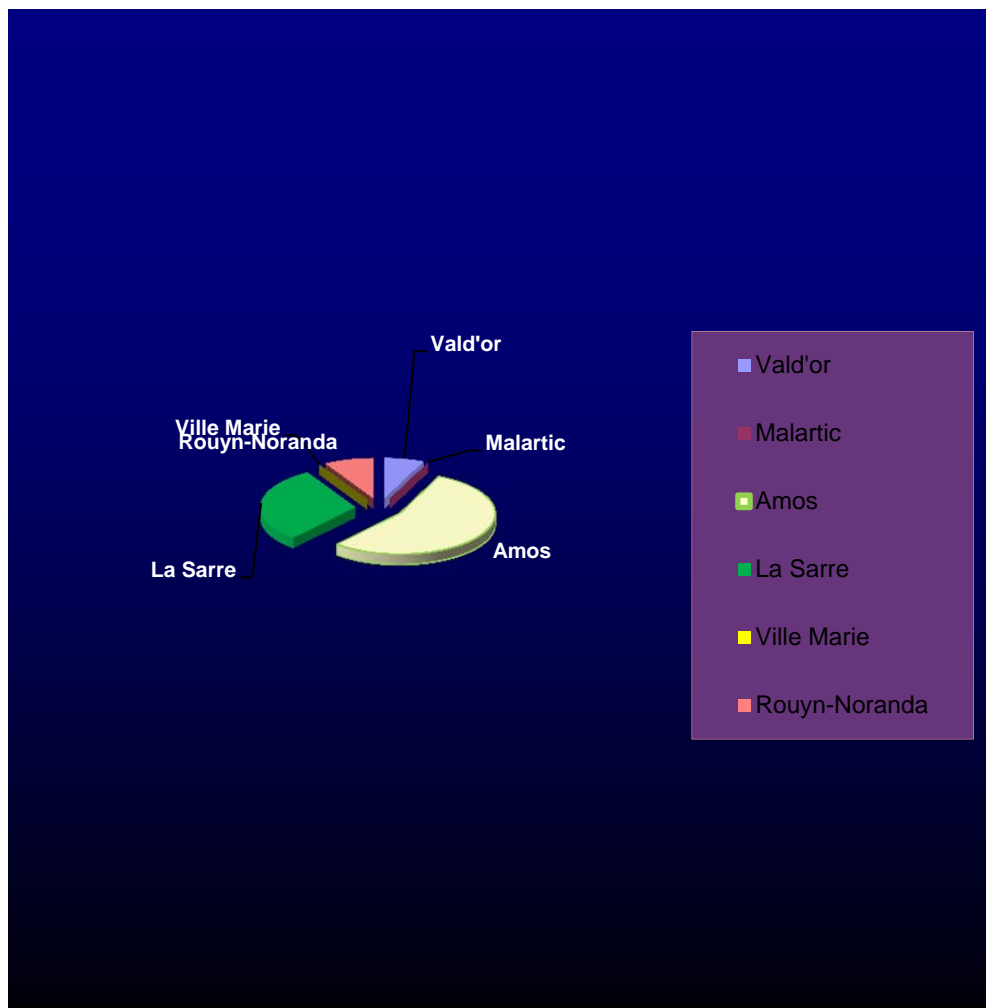 Vald'or
Ville Marie
Rouyn-Noranda
Malartic
Amos
La Sarre
Vald'or
Malartic
Amos
La Sarre
Ville Marie
Rouyn-Noranda